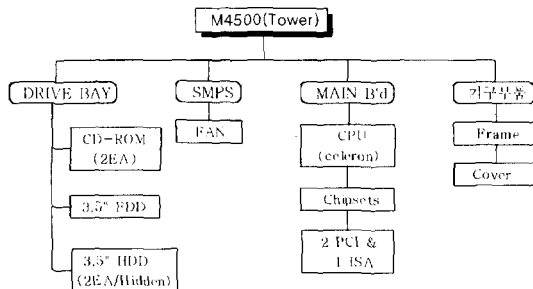 M4500(Tower)
DRIVE BAY
SMPS
MAIN B'd
기구부품
CD-ROM
(2EA)
3.5" FDD
3.5" HDD
(2EA/Hidden)
FAN
CPU
(celeron)
Chipsets
2 PCI &
1 ISA
Frame
Cover